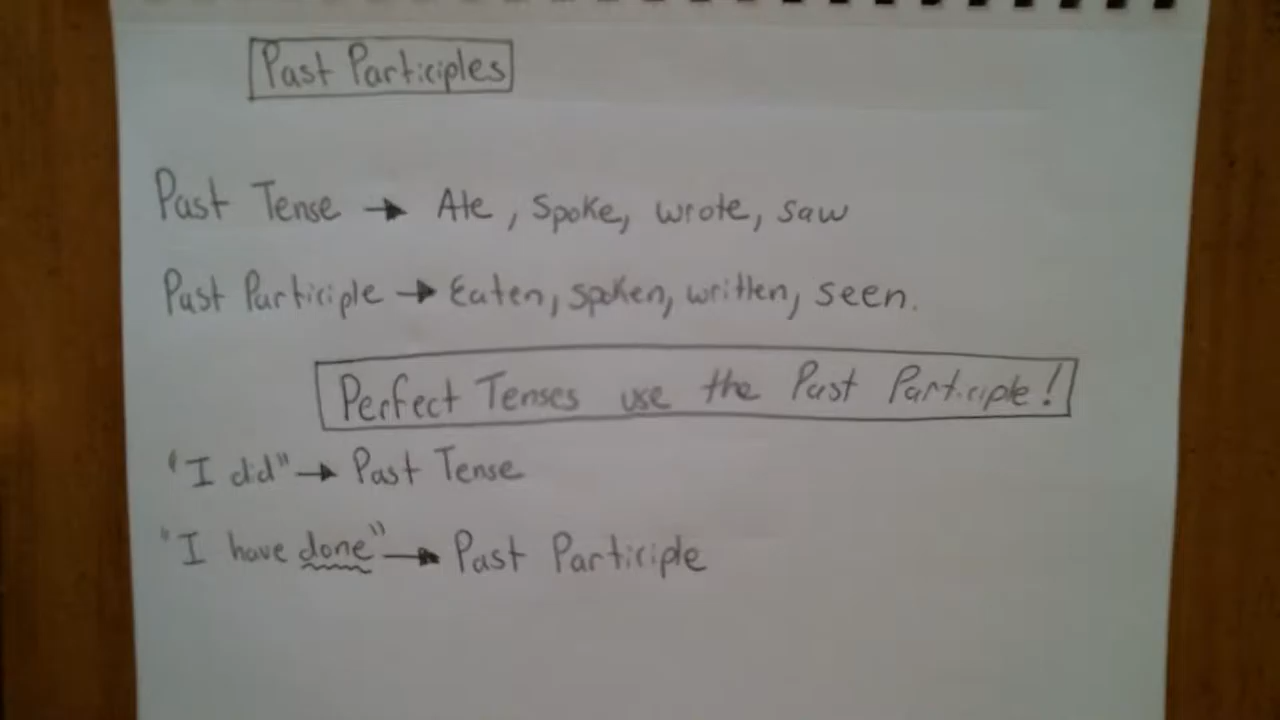 Past Participles
Past Tense → Ate, Spoke, wrote, saw
Past Participle → Eaten, spoken, written, seen.
Perfect Tenses use the Past Participle!
"I did" → Past Tense
"I have done" → Past Participle